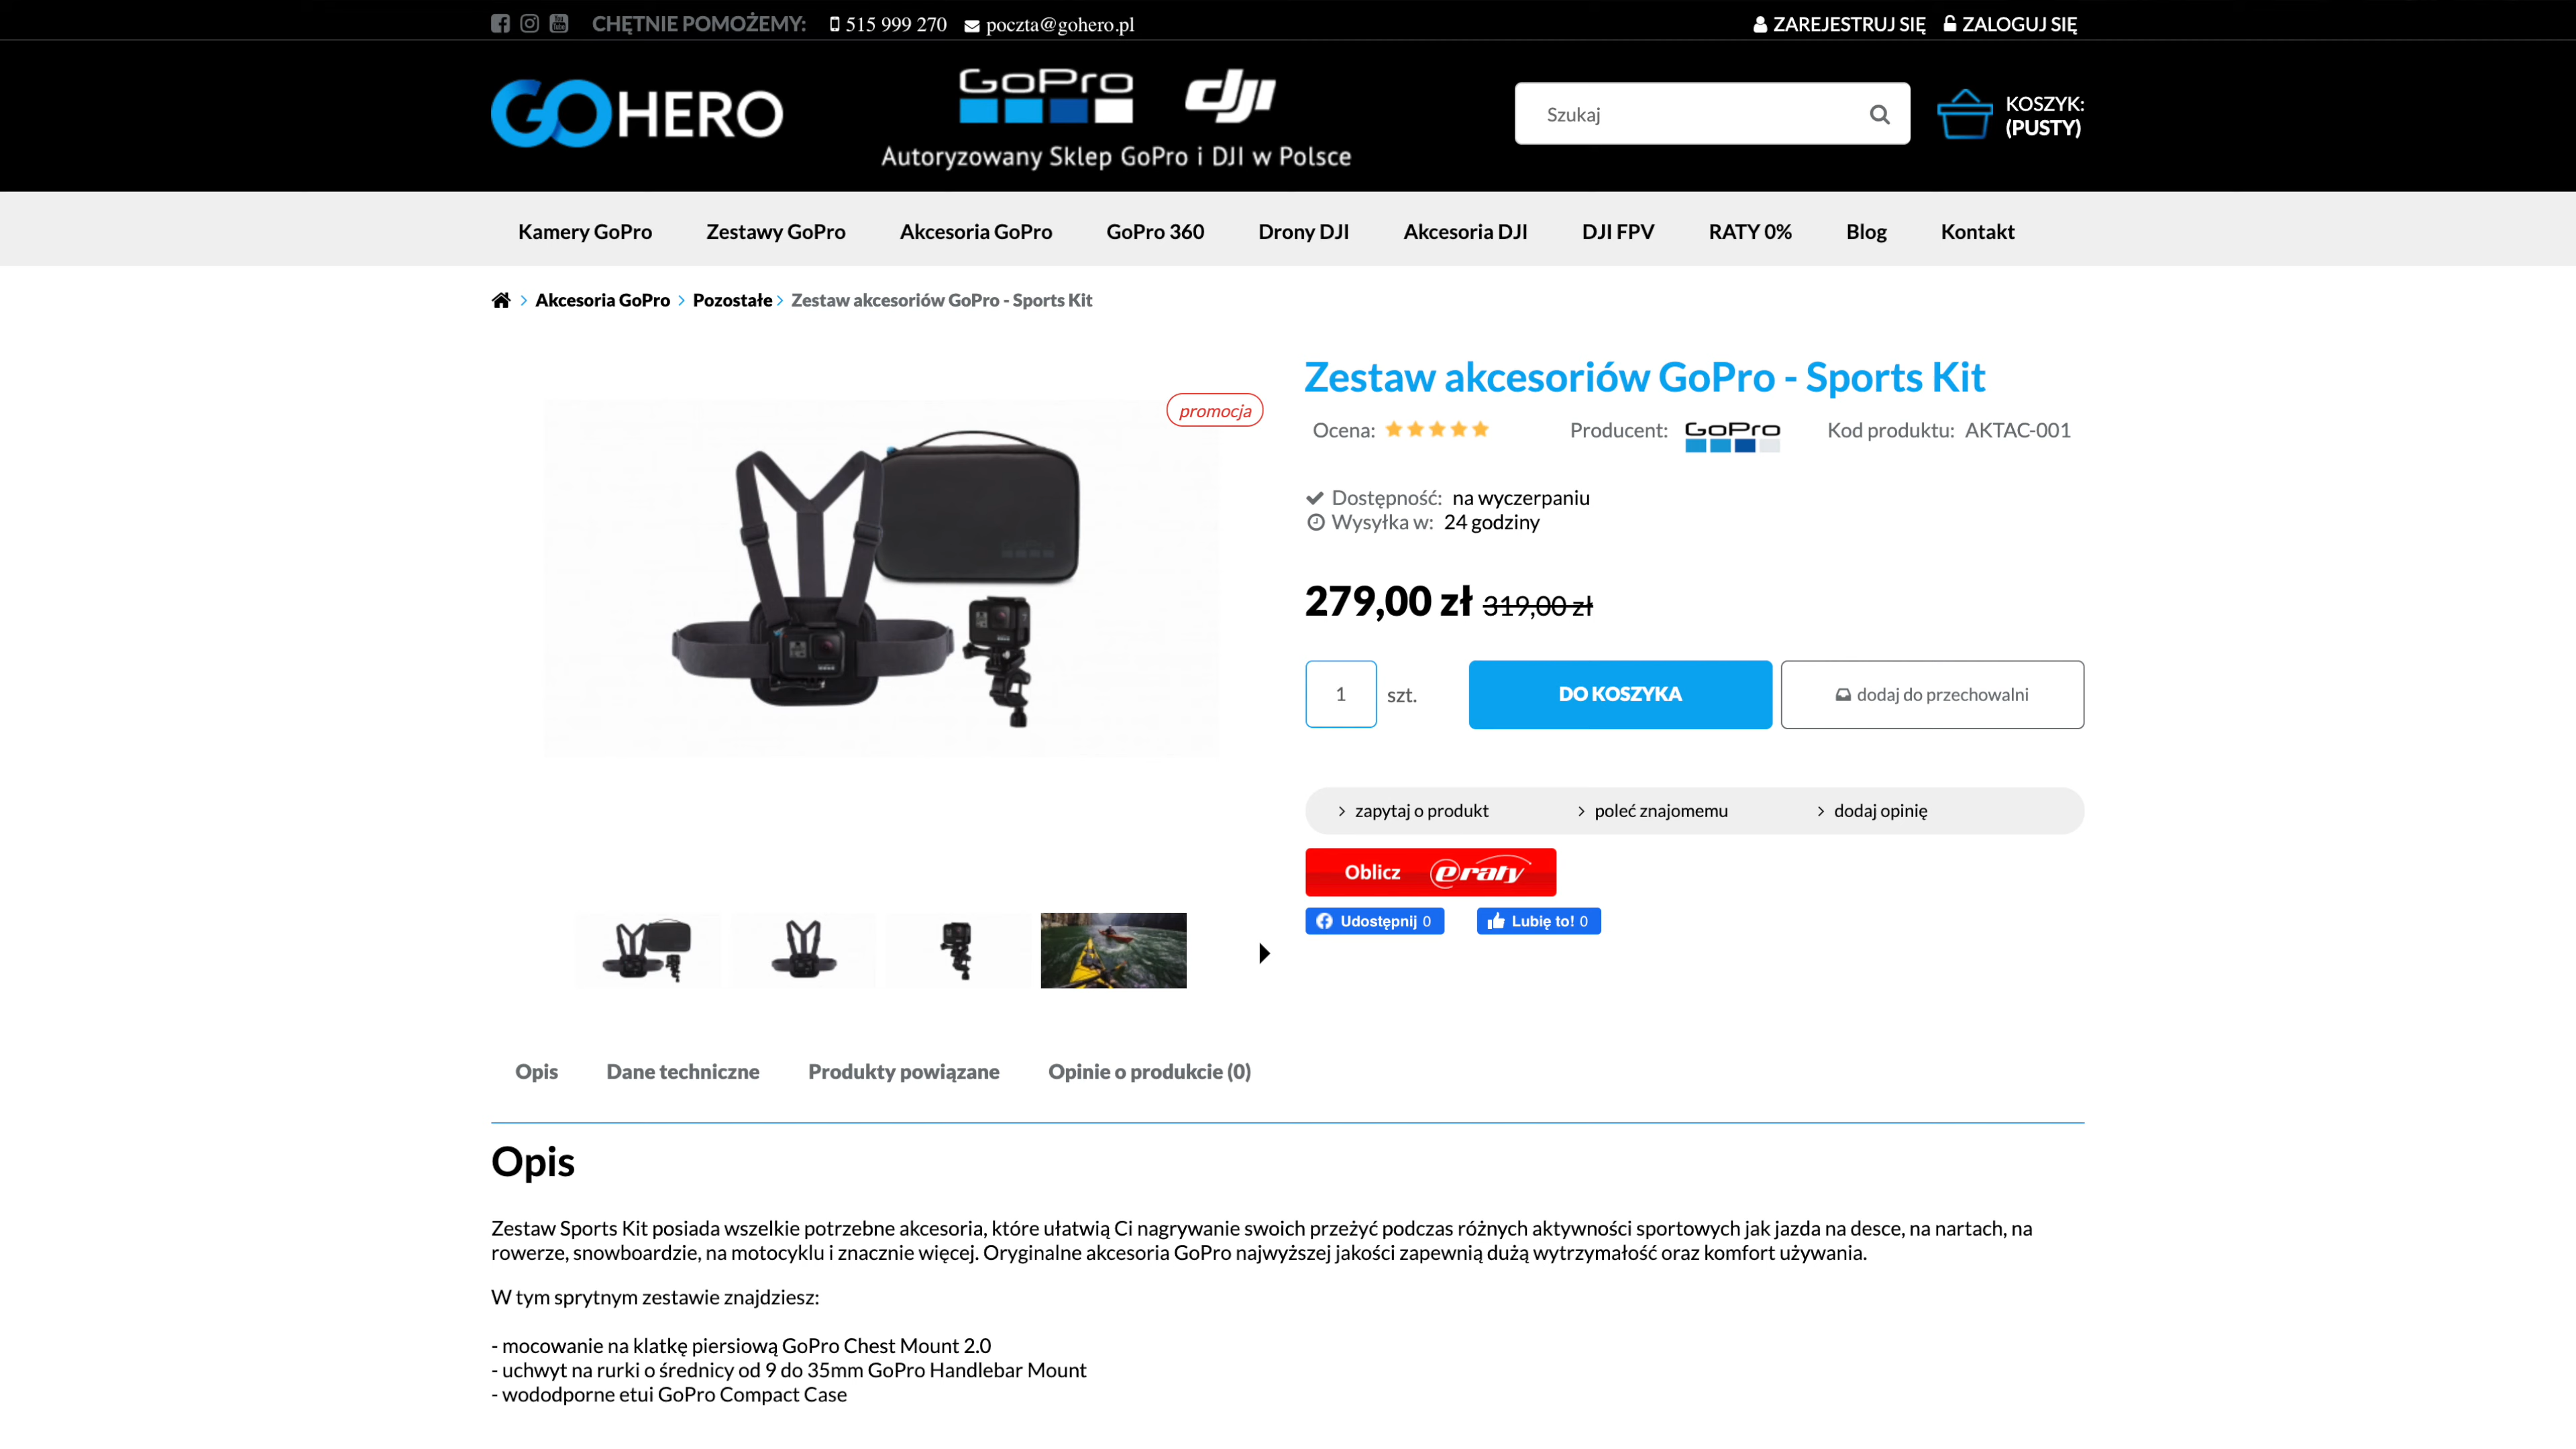 CHĘTNIE POMOŻEMY: 515 999 270 poczta@gohero.pl ZAREJESTRUJ SIĘ ZALOGUJ SIĘ
GOHERO
GoPro dji
Autoryzowany Sklep GoPro i DJI w Polsce
Szukaj
KOSZYK:
(PUSTY)
Kamery GoPro Zestawy GoPro Akcesoria GoPro GoPro 360 Drony DJI Akcesoria DJI DJI FPV RATY 0% Blog Kontakt
Akcesoria GoPro Pozostałe Zestaw akcesoriów GoPro - Sports Kit
promocja
Zestaw akcesoriów GoPro - Sports Kit
Ocena: Producent: GoPro Kod produktu: AKTAC-001
Dostępność: na wyczerpaniu
Wysyłka w: 24 godziny
279,00 zł 319,00 zł
1 szt. DO KOSZYKA dodaj do przechowalni
> zapytaj o produkt > poleć znajomemu > dodaj opinię
Oblicz eraty
Udostępnij 0 Lubię to! 0
Opis Dane techniczne Produkty powiązane Opinie o produkcie (0)
Opis
Zestaw Sports Kit posiada wszelkie potrzebne akcesoria, które ułatwią Ci nagrywanie swoich przeżyć podczas różnych aktywności sportowych jak jazda na desce, na nartach, na
rowerze, snowboardzie, na motocyklu i znacznie więcej. Oryginalne akcesoria GoPro najwyższej jakości zapewnią dużą wytrzymałość oraz komfort używania.
W tym sprytnym zestawie znajdziesz:
- mocowanie na klatkę piersiową GoPro Chest Mount 2.0
- uchwyt na rurki o średnicy od 9 do 35mm GoPro Handlebar Mount
- wododporne etui GoPro Compact Case